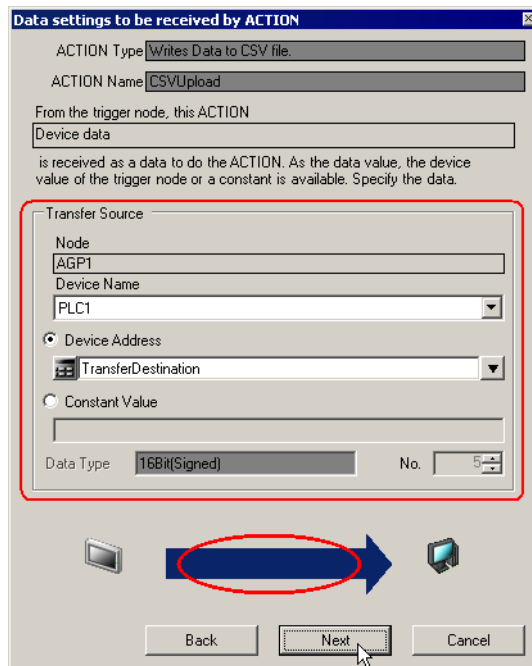 Data settings to be received by ACTION
ACTION Type Writes Data to CSV file.
ACTION Name CSVUpload
From the trigger node, this ACTION
Device data
is received as a data to do the ACTION. As the data value, the device
value of the trigger node or a constant is available. Specify the data.
Transfer Source
Node
AGP1
Device Name
PLC1
Device Address
TransferDestination
Constant Value
Data Type 16Bit(Signed) No. 5
Back Next Cancel